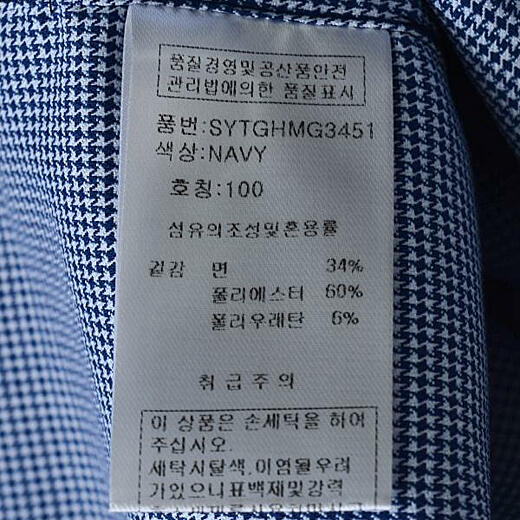 품질경영및공산품안전
관리법에의한 품질표시
품번:SYTGHMG3451
색상:NAVY
호칭:100
섬유의조성및혼용률
겉감 면 34%
폴리에스터 60%
폴리우레탄 6%
취급주의
이 상품은 손세탁을 하여
주십시오.
세탁시탈색.이염될우려
가있으니표백제및강력